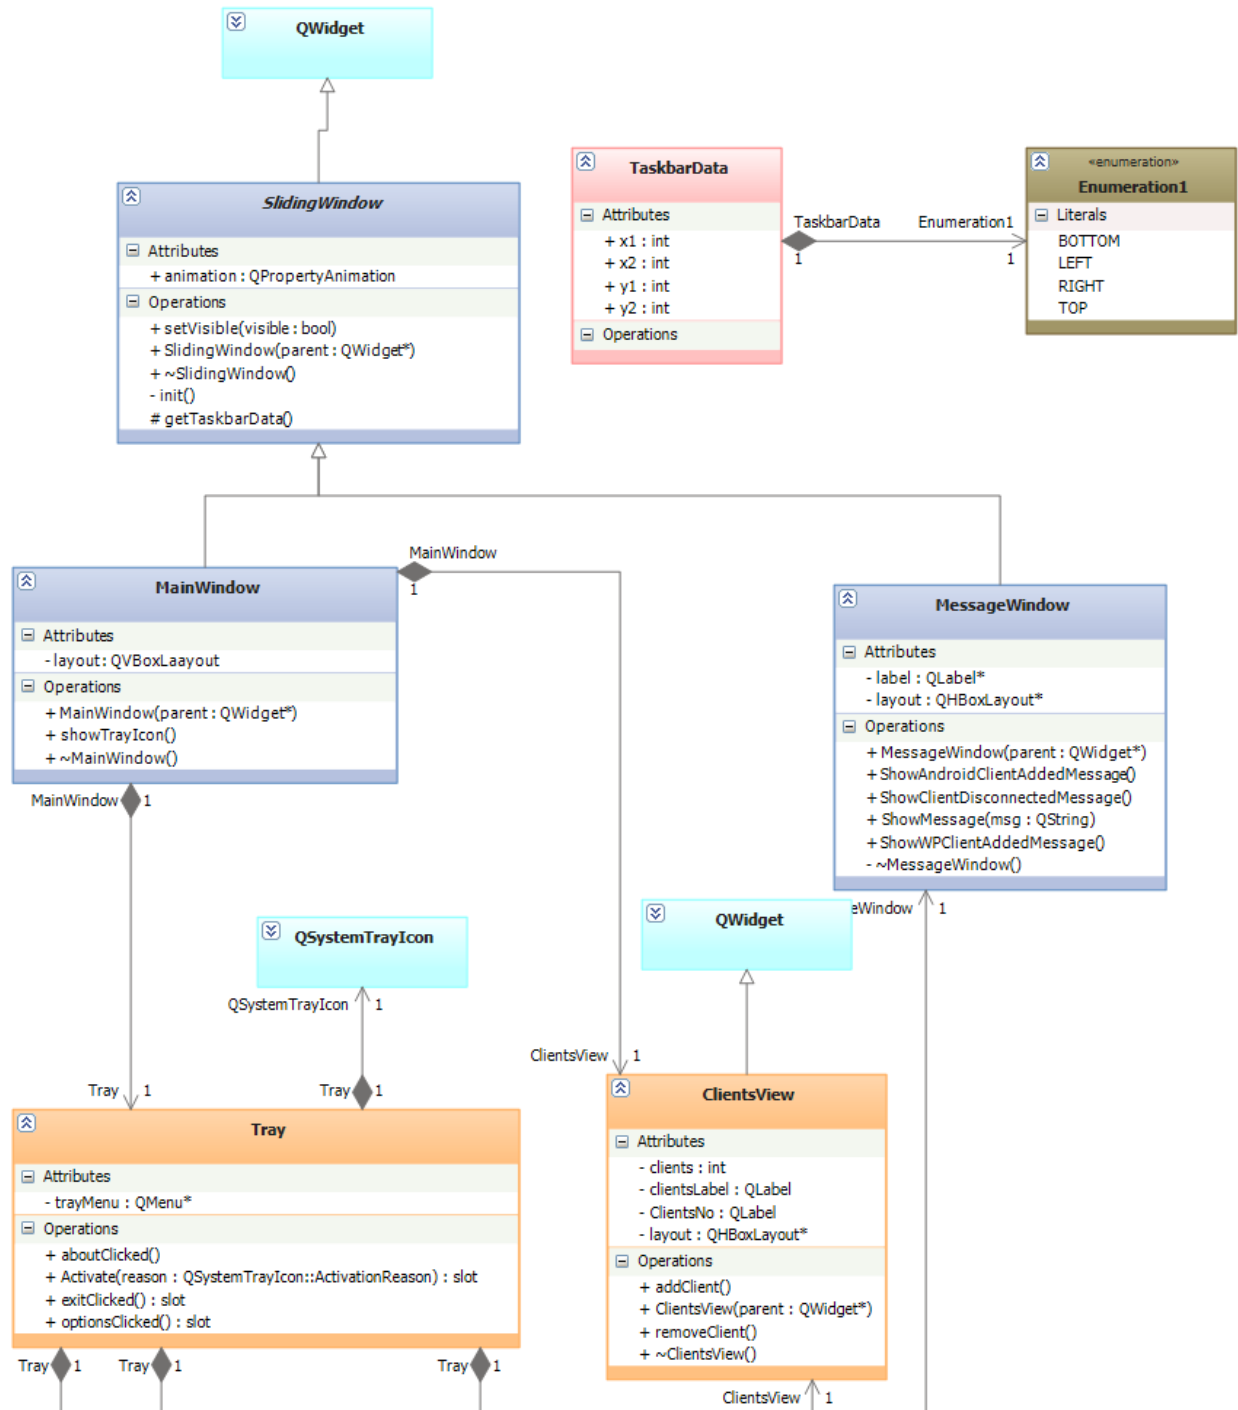 QWidget
SlidingWindow
Attributes
+ animation : QPropertyAnimation
Operations
+ setVisible(visible : bool)
+ SlidingWindow(parent : QWidget*)
+ ~SlidingWindow()
- init()
# getTaskbarData()
TaskbarData
Attributes
+ x1 : int
+ x2 : int
+ y1 : int
+ y2 : int
Operations
TaskbarData
1
Enumeration1
1
«enumeration»
Enumeration1
Literals
BOTTOM
LEFT
RIGHT
TOP
MainWindow
Attributes
- layout: QVBoxLaayout
Operations
+ MainWindow(parent : QWidget*)
+ showTrayIcon()
+ ~MainWindow()
MainWindow
1
MessageWindow
Attributes
- label : QLabel*
- layout : QHBoxLayout*
Operations
+ MessageWindow(parent : QWidget*)
+ ShowAndroidClientAddedMessage()
+ ShowClientDisconnectedMessage()
+ ShowMessage(msg : QString)
+ ShowWPClientAddedMessage()
- ~MessageWindow()
MainWindow 1
QSystemTrayIcon
QSystemTrayIcon 1
QWidget
eWindow 1
Tray 1
Tray 1
ClientsView 1
Tray
Attributes
- trayMenu : QMenu*
Operations
+ aboutClicked()
+ Activate(reason : QSystemTrayIcon::ActivationReason) : slot
+ exitClicked() : slot
+ optionsClicked() : slot
Tray 1
Tray 1
Tray 1
ClientsView
Attributes
- clients : int
- clientsLabel : QLabel
- ClientsNo : QLabel
- layout : QHBoxLayout*
Operations
+ addClient()
+ ClientsView(parent : QWidget*)
+ removeClient()
+ ~ClientsView()
ClientsView 1